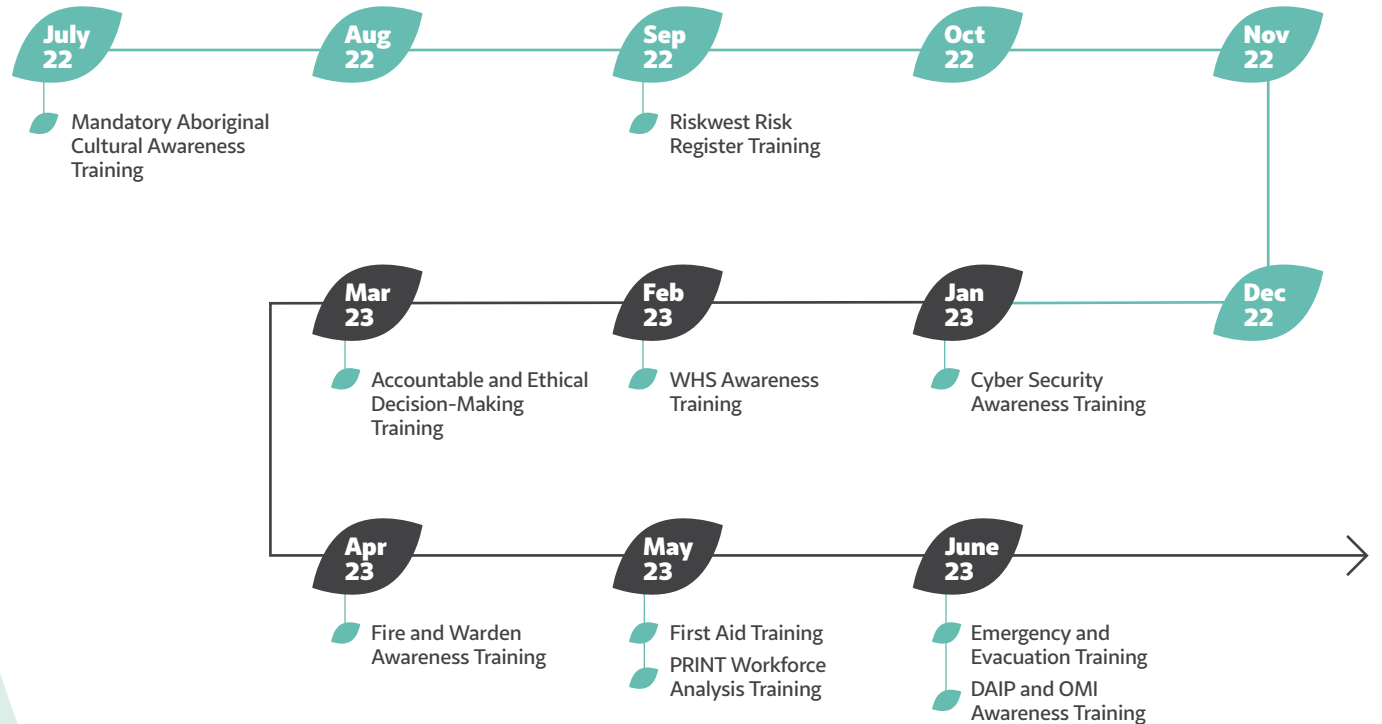 July
22
Aug
22
Sep
22
Oct
22
Nov
22
Mandatory Aboriginal
Cultural Awareness
Training
Riskwest Risk
Register Training
Mar
23
Feb
23
Jan
23
Dec
22
Accountable and Ethical
Decision-Making
Training
WHS Awareness
Training
Cyber Security
Awareness Training
Apr
23
May
23
June
23
Fire and Warden
Awareness Training
First Aid Training
PRINT Workforce
Analysis Training
Emergency and
Evacuation Training
DAIP and OMI
Awareness Training